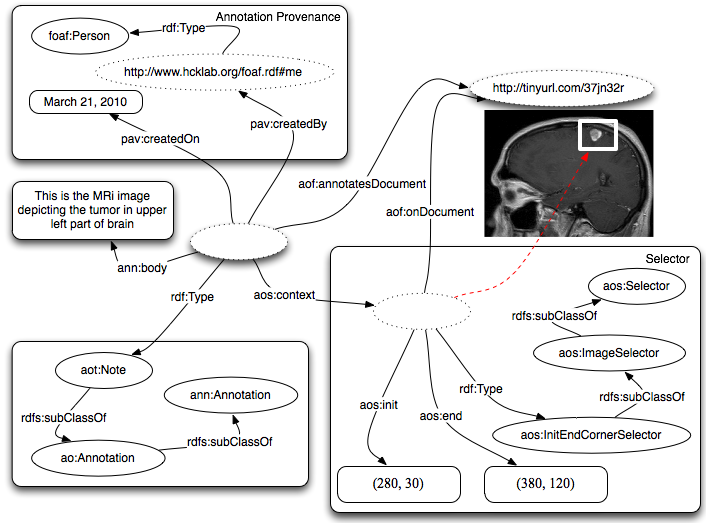 Annotation Provenance
foaf:Person
rdf:Type
http://www.hcklab.org/foaf.rdf#me
http://tinyurl.com/37jn32r
March 21, 2010
pav:createdOn
pav:createdBy
aof:annotatesDocument
aof:onDocument
This is the MRi image
depicting the tumor in upper
left part of brain
ann:body
rdf:Type
aos:context
Selector
aos:Selector
rdfs:subClassOf
aos:ImageSelector
rdf:Type
rdfs:subClassOf
aos:init
aos:end
aos:InitEndCornerSelector
(280, 30)
(380, 120)
aot:Note
ann:Annotation
rdfs:subClassOf
rdfs:subClassOf
ao:Annotation